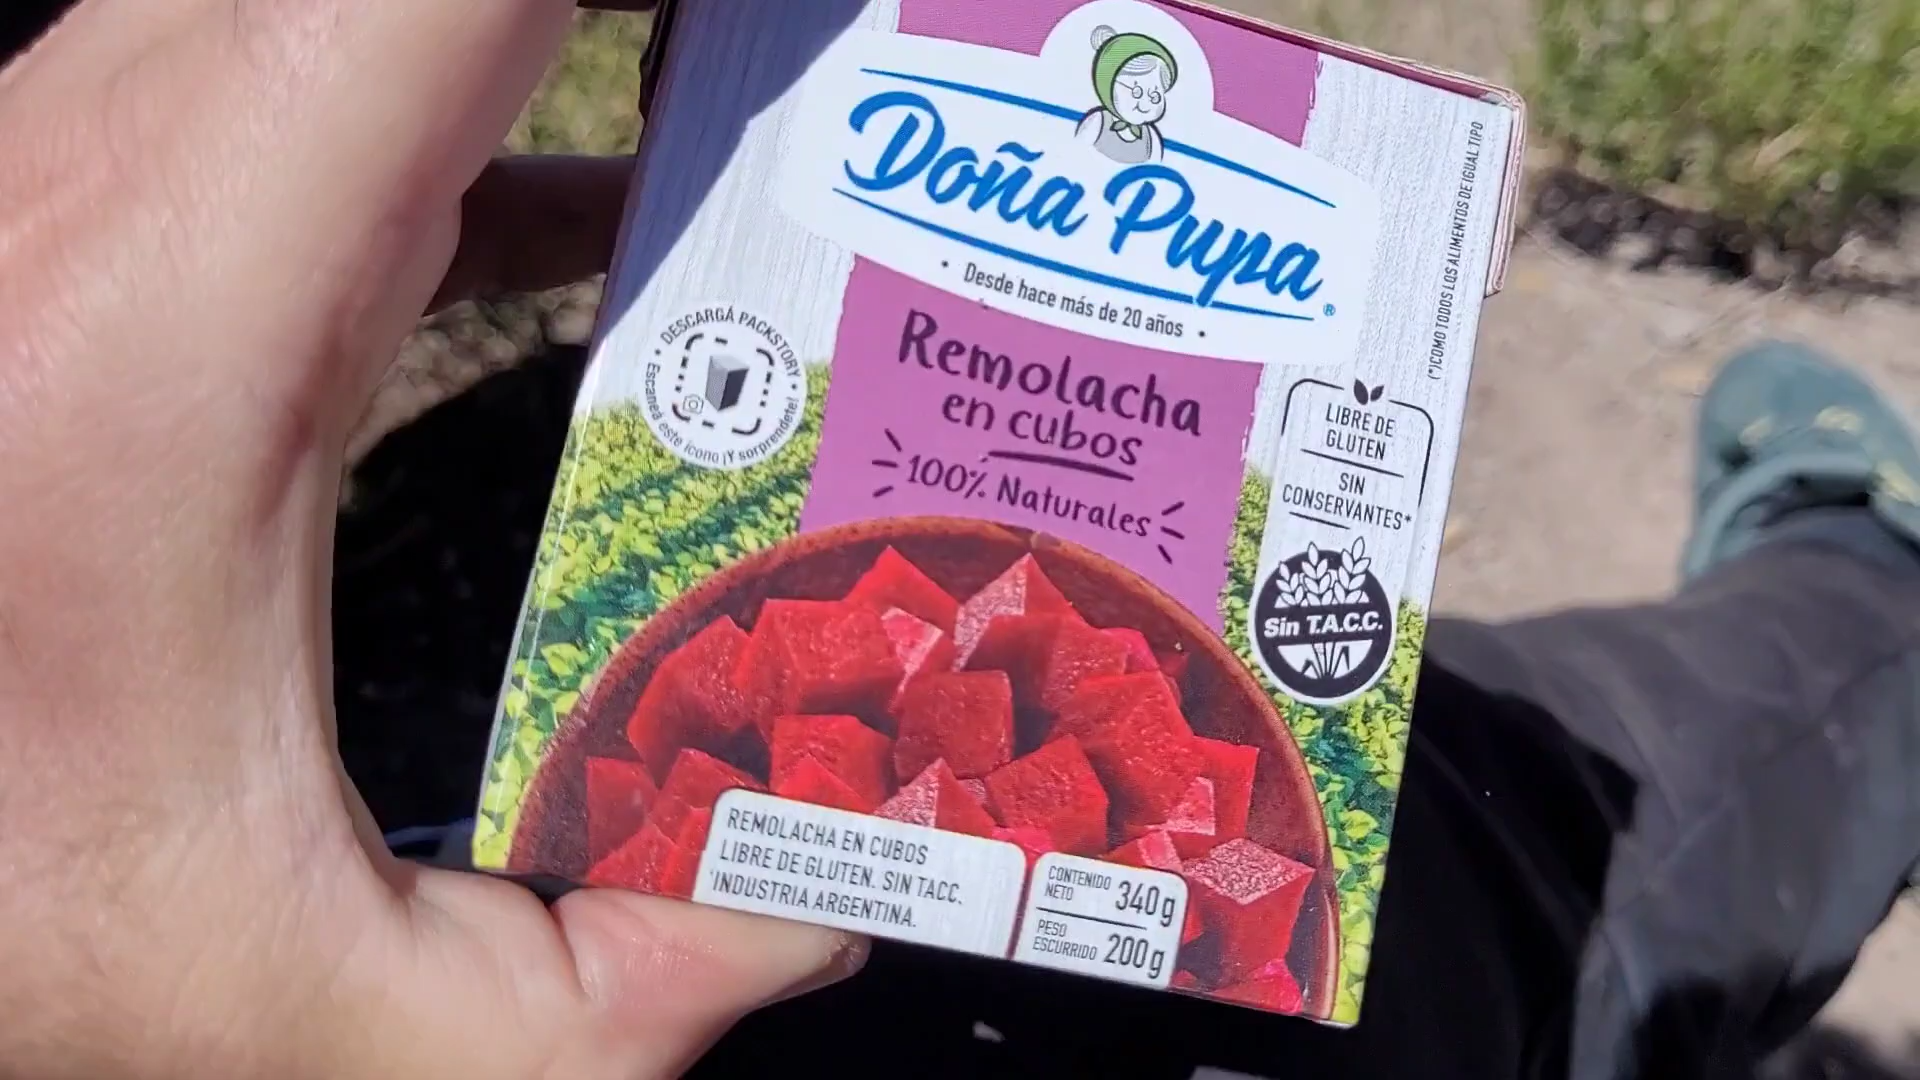 Doña Pupa®
• Desde hace más de 20 años •
• DESCARGÁ PACKSTORY •
Escaneá este ícono ¡Y sorprendete!
Remolacha
en cubos
100% Naturales
LIBRE DE
GLUTEN
SIN
CONSERVANTES*
Sin T.A.C.C.
(*)COMO TODOS LOS ALIMENTOS DE IGUAL TIPO
REMOLACHA EN CUBOS
LIBRE DE GLUTEN. SIN TACC.
INDUSTRIA ARGENTINA.
CONTENIDO
NETO 340g
PESO
ESCURRIDO 200g